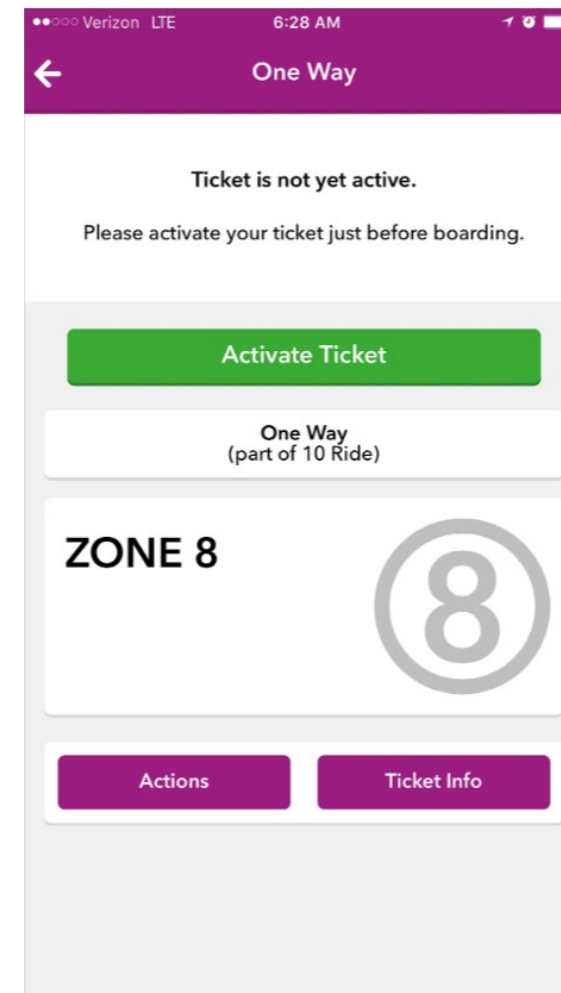 Verizon LTE 6:28 AM
One Way
Ticket is not yet active.
Please activate your ticket just before boarding.
Activate Ticket
One Way
(part of 10 Ride)
ZONE 8
8
Actions Ticket Info